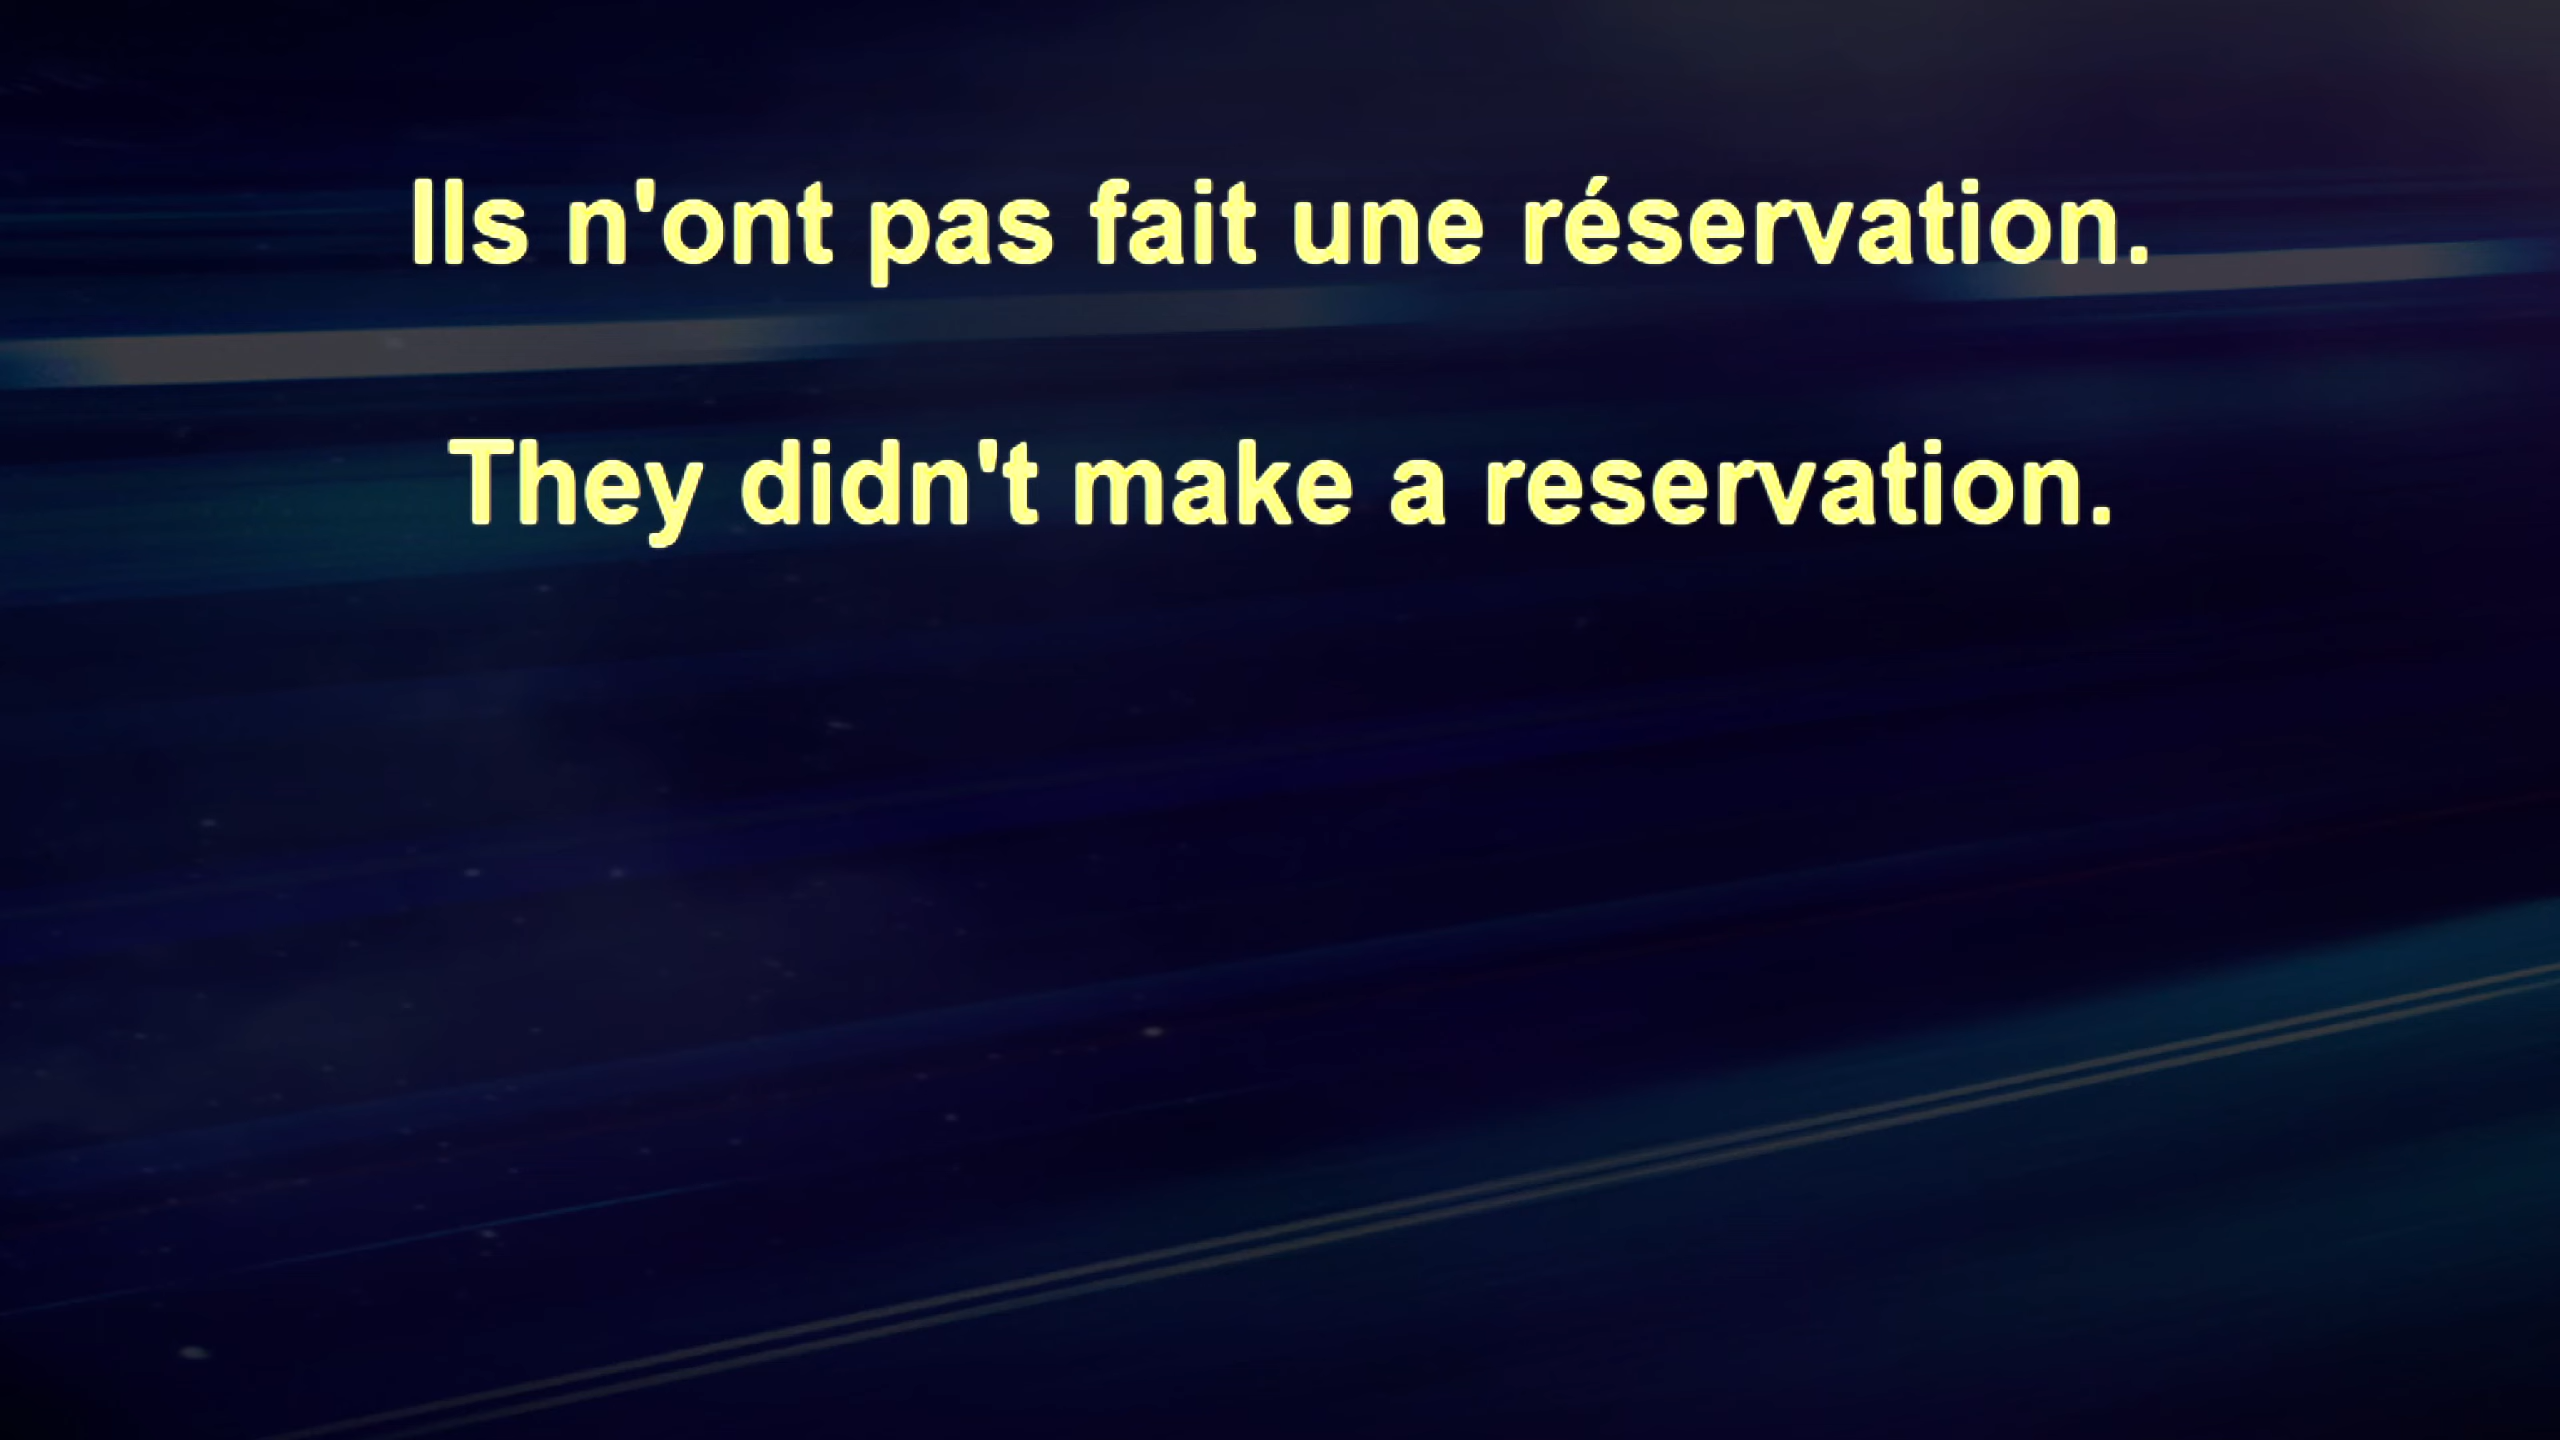 Ils n'ont pas fait une réservation.
They didn't make a reservation.